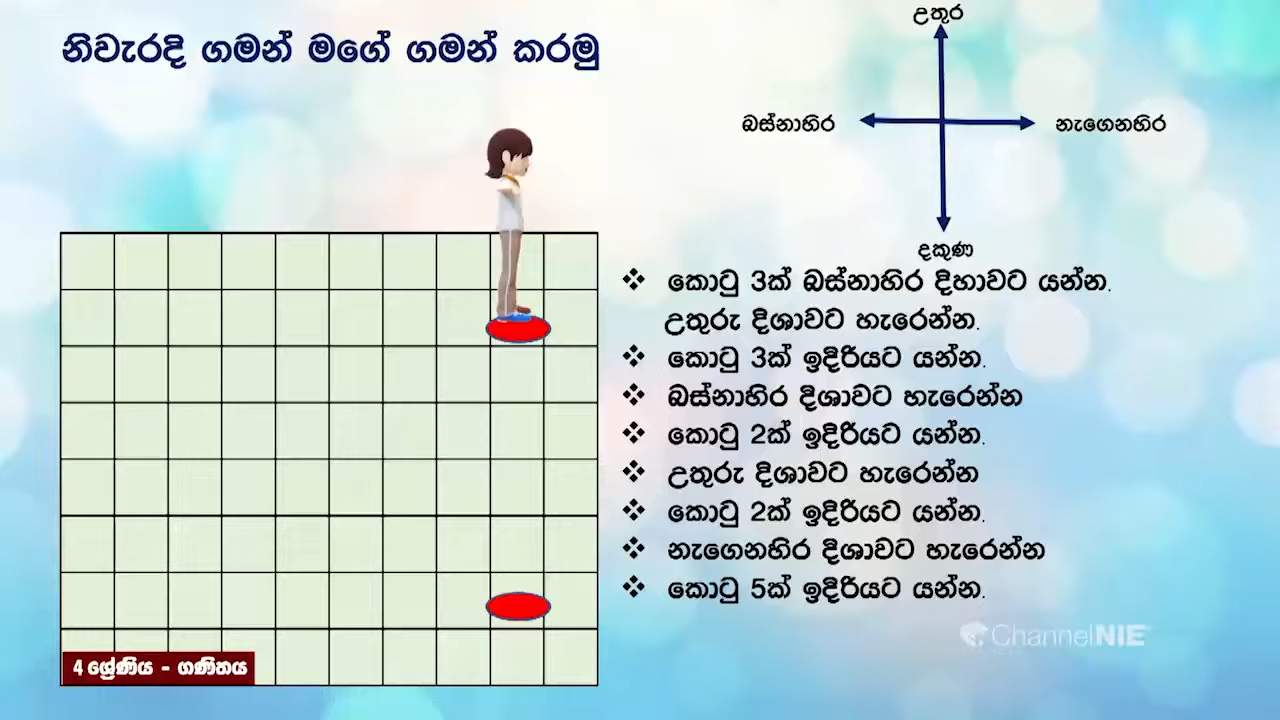 නිවැරදි ගමන් මගේ ගමන් කරමු
උතුර
බස්නාහිර
නැගෙනහිර
දකුණ
❖ කොටු 3ක් බස්නාහිර දිහාවට යන්න.
උතුරු දිශාවට හැරෙන්න.
❖ කොටු 3ක් ඉදිරියට යන්න.
❖ බස්නාහිර දිශාවට හැරෙන්න
❖ කොටු 2ක් ඉදිරියට යන්න.
❖ උතුරු දිශාවට හැරෙන්න
❖ කොටු 2ක් ඉදිරියට යන්න.
❖ නැගෙනහිර දිශාවට හැරෙන්න
❖ කොටු 5ක් ඉදිරියට යන්න.
ChannelNIE
4 ශ්‍රේණිය - ගණිතය